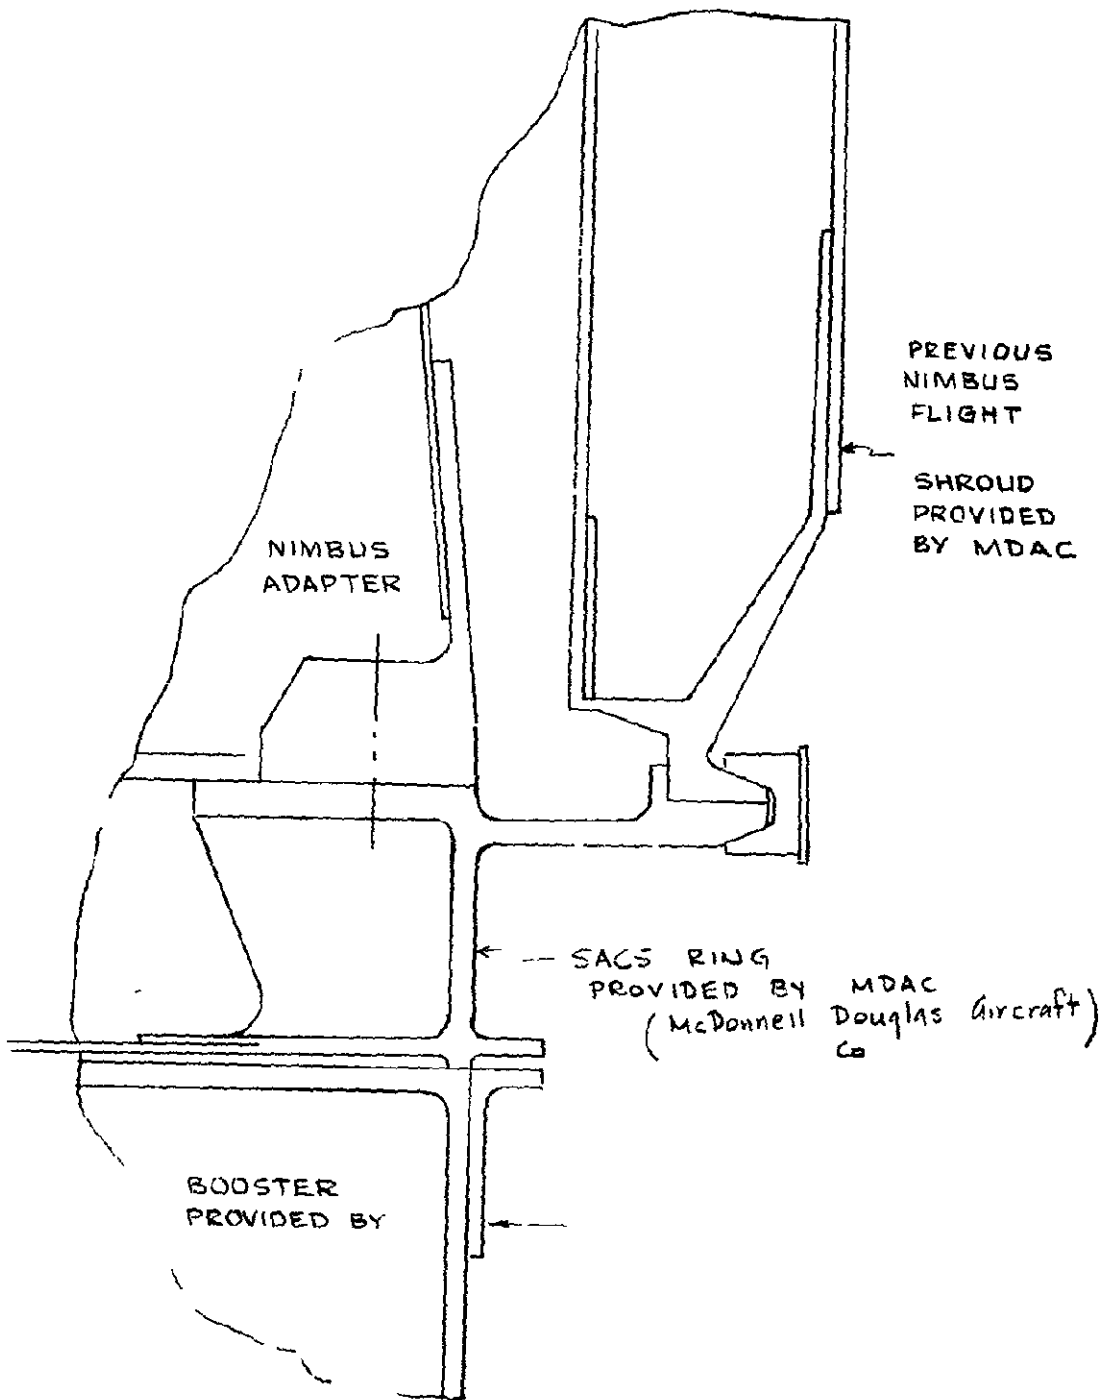 PREVIOUS
NIMBUS
FLIGHT
SHROUD
PROVIDED
BY MDAC
NIMBUS
ADAPTER
SACS RING
PROVIDED BY MDAC
(McDonnell Douglas Aircraft)
Co
BOOSTER
PROVIDED BY